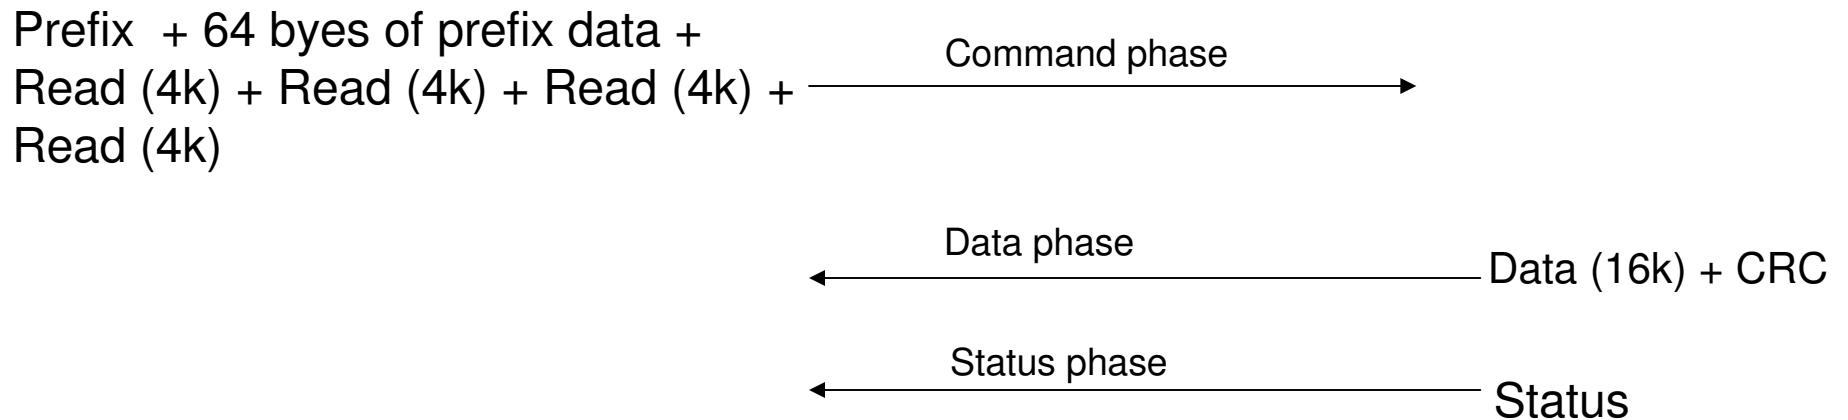 Prefix + 64 byes of prefix data +
Read (4k) + Read (4k) + Read (4k) +
Read (4k)
Command phase
Data phase
Data (16k) + CRC
Status phase
Status